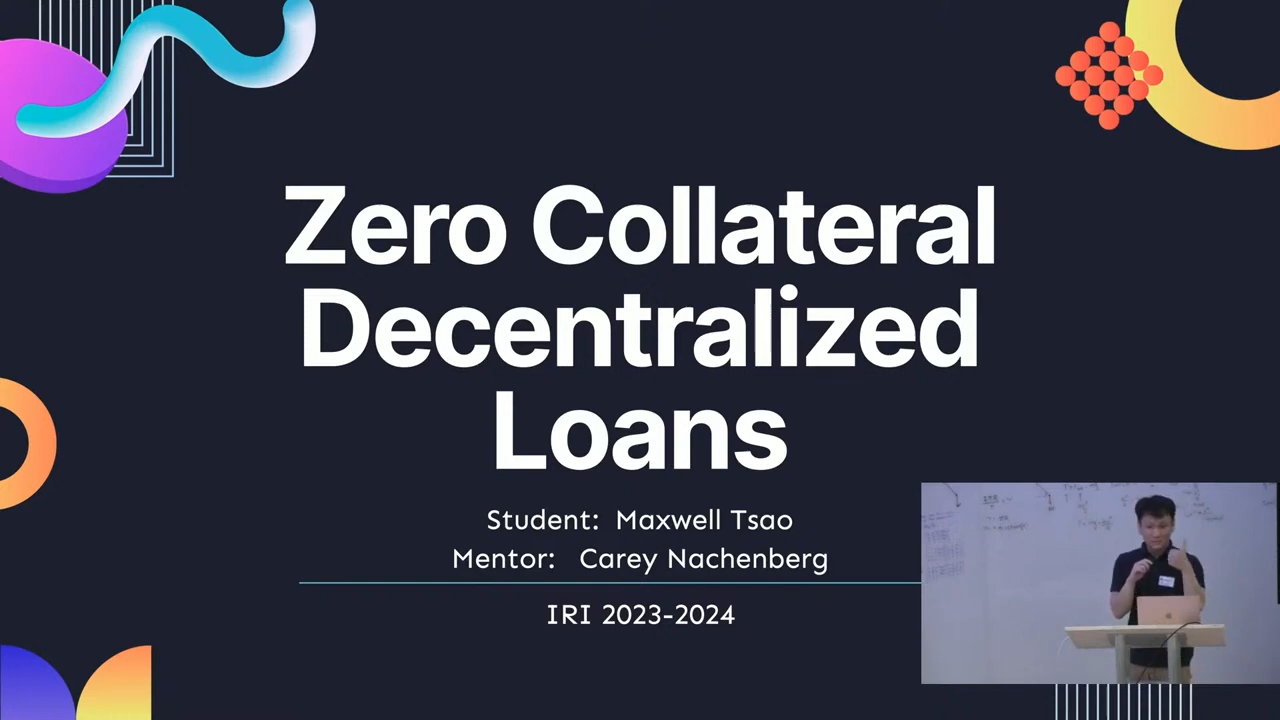 Zero Collateral
Decentralized
Loans
Student: Maxwell Tsao
Mentor: Carey Nachenberg
IRI 2023-2024